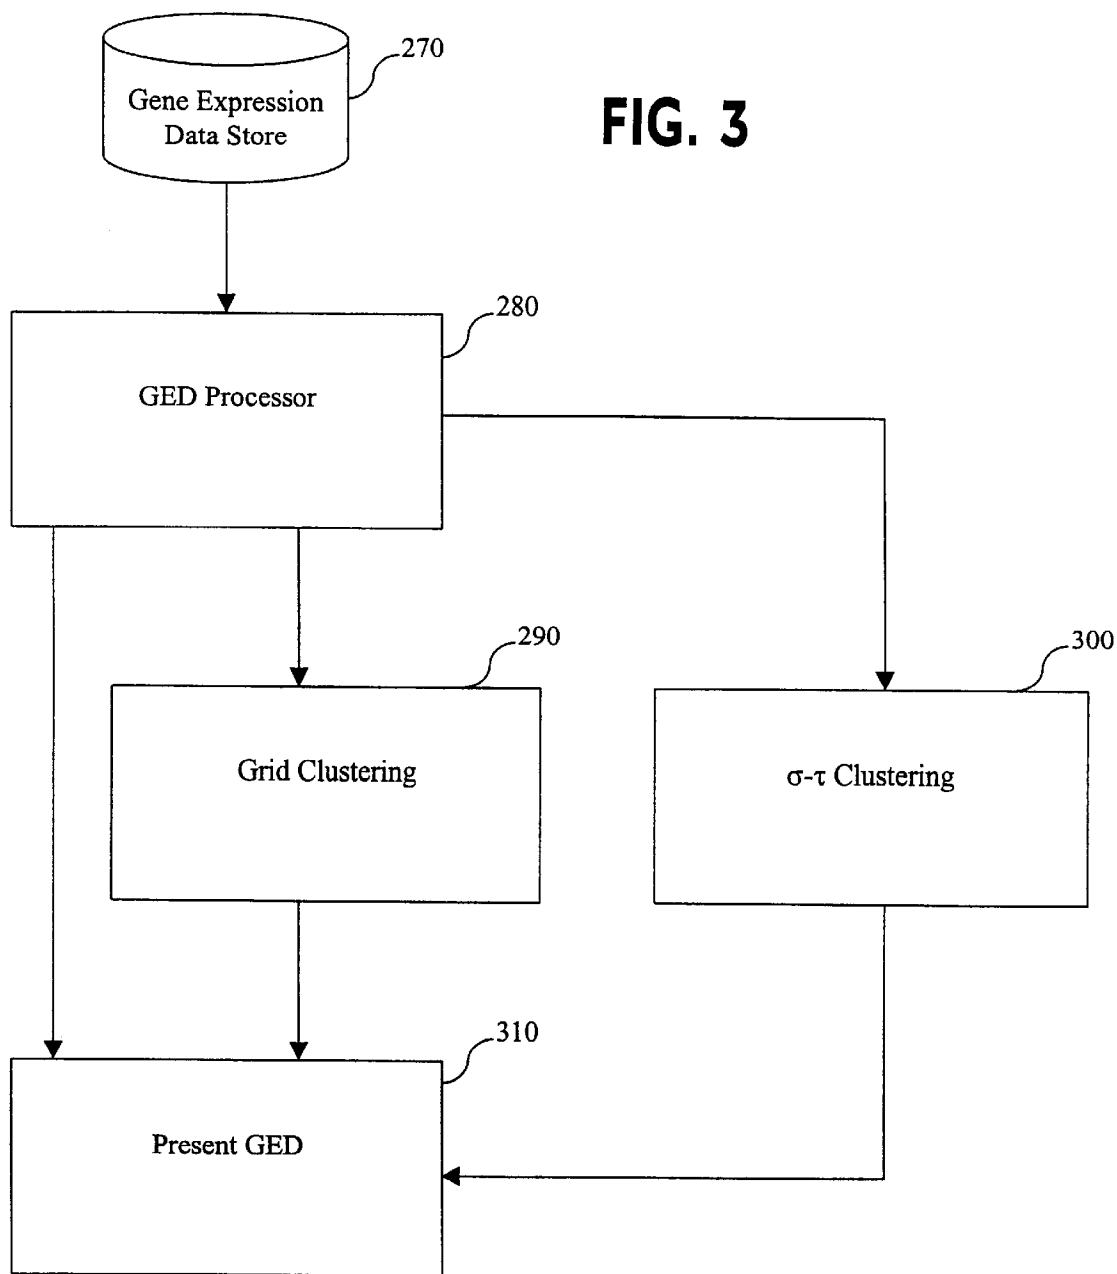 270
Gene Expression
Data Store
FIG. 3
280
GED Processor
290
300
Grid Clustering
σ-τ Clustering
310
Present GED